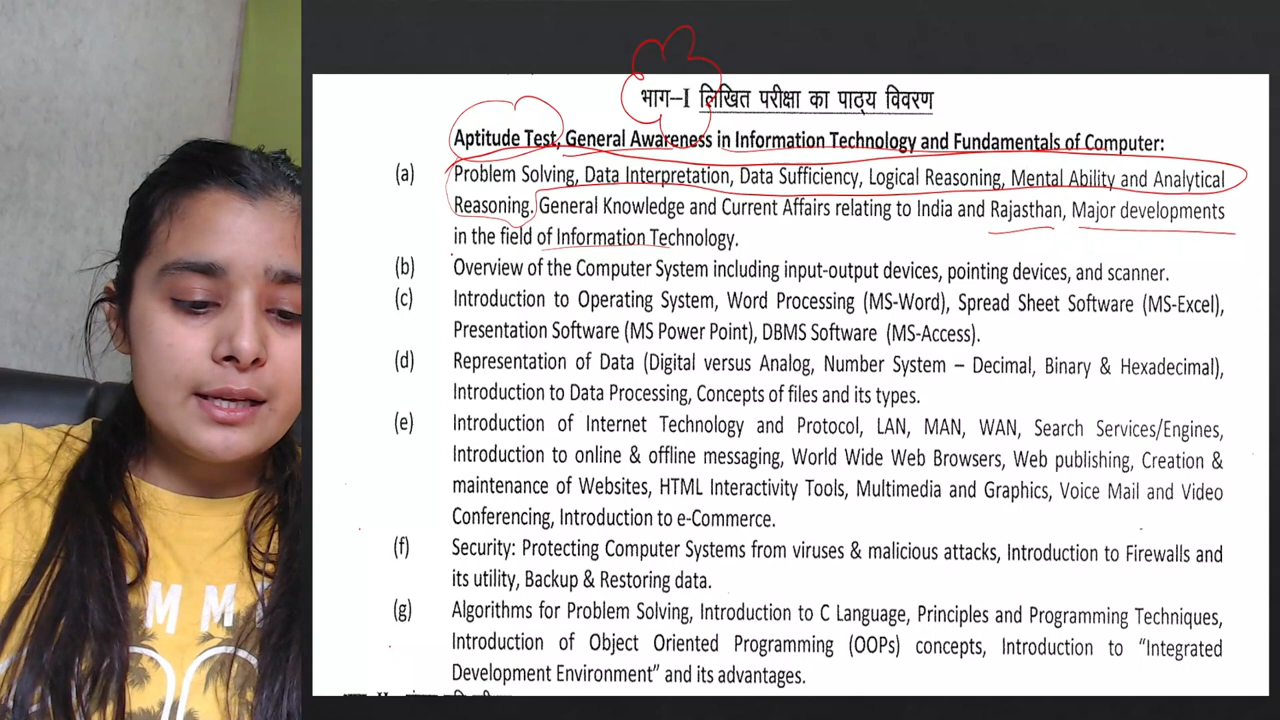 भाग–I लिखित परीक्षा का पाठ्य विवरण
Aptitude Test, General Awareness in Information Technology and Fundamentals of Computer:
(a) Problem Solving, Data Interpretation, Data Sufficiency, Logical Reasoning, Mental Ability and Analytical
Reasoning. General Knowledge and Current Affairs relating to India and Rajasthan, Major developments
in the field of Information Technology.
(b) Overview of the Computer System including input-output devices, pointing devices, and scanner.
(c) Introduction to Operating System, Word Processing (MS-Word), Spread Sheet Software (MS-Excel),
Presentation Software (MS Power Point), DBMS Software (MS-Access).
(d) Representation of Data (Digital versus Analog, Number System – Decimal, Binary & Hexadecimal),
Introduction to Data Processing, Concepts of files and its types.
(e) Introduction of Internet Technology and Protocol, LAN, MAN, WAN, Search Services/Engines,
Introduction to online & offline messaging, World Wide Web Browsers, Web publishing, Creation &
maintenance of Websites, HTML Interactivity Tools, Multimedia and Graphics, Voice Mail and Video
Conferencing, Introduction to e-Commerce.
(f) Security: Protecting Computer Systems from viruses & malicious attacks, Introduction to Firewalls and
its utility, Backup & Restoring data.
(g) Algorithms for Problem Solving, Introduction to C Language, Principles and Programming Techniques,
Introduction of Object Oriented Programming (OOPs) concepts, Introduction to “Integrated
Development Environment” and its advantages.